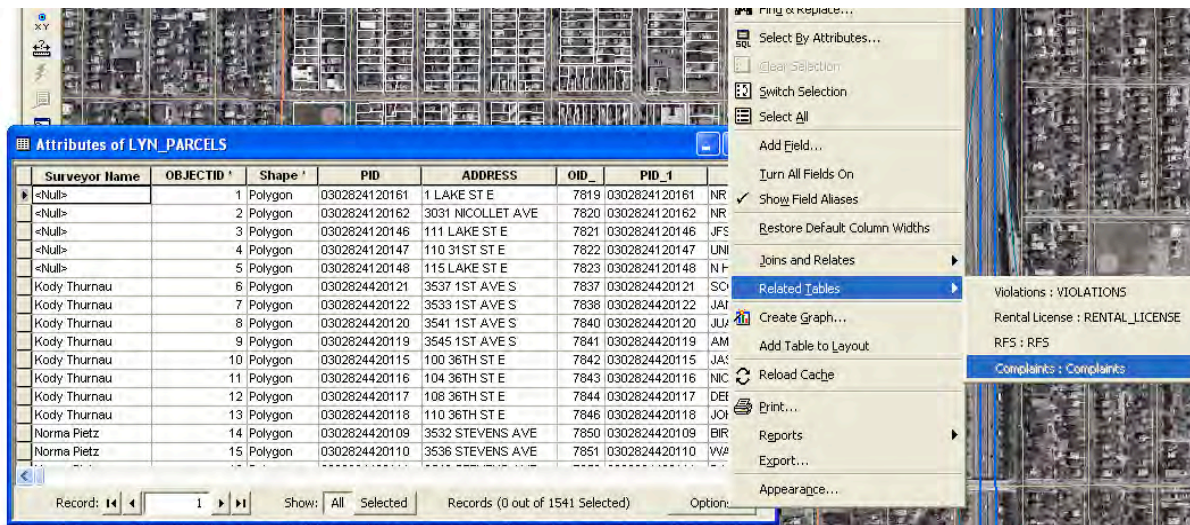 XY
Find & Replace...
SQL Select By Attributes...
Clear Selection
Switch Selection
Select All
Add Field...
Turn All Fields On
Show Field Aliases
Restore Default Column Widths
Joins and Relates
Related Tables
Create Graph...
Add Table to Layout
Reload Cache
Print...
Reports
Export...
Appearance...
Violations : VIOLATIONS
Rental License : RENTAL_LICENSE
RFS : RFS
Complaints : Complaints
Attributes of LYN_PARCELS
Surveyor Name OBJECTID * Shape * PID ADDRESS OID_ PID_1
<Null> 1 Polygon 0302824120161 1 LAKE ST E 7819 0302824120161 NR
<Null> 2 Polygon 0302824120162 3031 NICOLLET AVE 7820 0302824120162 NR
<Null> 3 Polygon 0302824120146 111 LAKE ST E 7821 0302824120146 JFS
<Null> 4 Polygon 0302824120147 110 31ST ST E 7822 0302824120147 UNI
<Null> 5 Polygon 0302824120148 115 LAKE ST E 7823 0302824120148 N H
Kody Thurnau 6 Polygon 0302824420121 3537 1ST AVE S 7837 0302824420121
Kody Thurnau 7 Polygon 0302824420122 3533 1ST AVE S 7838 0302824420122
Kody Thurnau 8 Polygon 0302824420120 3541 1ST AVE S 7840 0302824420120
Kody Thurnau 9 Polygon 0302824420119 3545 1ST AVE S 7841 0302824420119 AM
Kody Thurnau 10 Polygon 0302824420115 100 36TH ST E 7842 0302824420115
Kody Thurnau 11 Polygon 0302824420116 104 36TH ST E 7843 0302824420116 NIC
Kody Thurnau 12 Polygon 0302824420117 108 36TH ST E 7844 0302824420117
Kody Thurnau 13 Polygon 0302824420118 110 36TH ST E 7846 0302824420118
Norma Pietz 14 Polygon 0302824420109 3532 STEVENS AVE 7850 0302824420109 BIR
Norma Pietz 15 Polygon 0302824420110 3536 STEVENS AVE 7851 0302824420110
Record: 1 Show: All Selected Records (0 out of 1541 Selected) Option